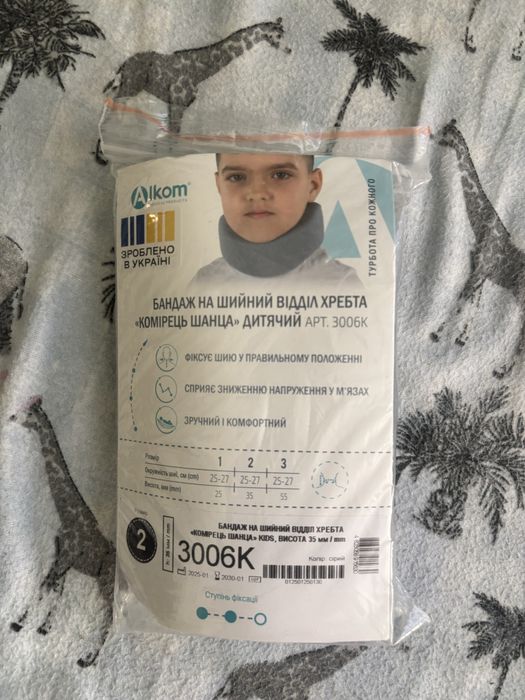 Alkom®
ЗРОБЛЕНО
В УКРАЇНІ
ТУРБОТА ПРО КОЖНОГО
БАНДАЖ НА ШИЙНИЙ ВІДДІЛ ХРЕБТА
«КОМІРЕЦЬ ШАНЦА» ДИТЯЧИЙ АРТ. 3006К
ФІКСУЄ ШИЮ У ПРАВИЛЬНОМУ ПОЛОЖЕННІ
СПРИЯЄ ЗНИЖЕННЮ НАПРУЖЕННЯ У М'ЯЗАХ
ЗРУЧНИЙ І КОМФОРТНИЙ
Розмір 1 2 3
Окружність шиї, см (cm) 25-27 25-27 25-27
Висота, мм (mm) 25 35 55
2
БАНДАЖ НА ШИЙНИЙ ВІДДІЛ ХРЕБТА
«КОМІРЕЦЬ ШАНЦА» KIDS, ВИСОТА 35 мм / mm
3006K
Колір: сірий
2025-01 2030-01
012501250130
Ступінь фіксації